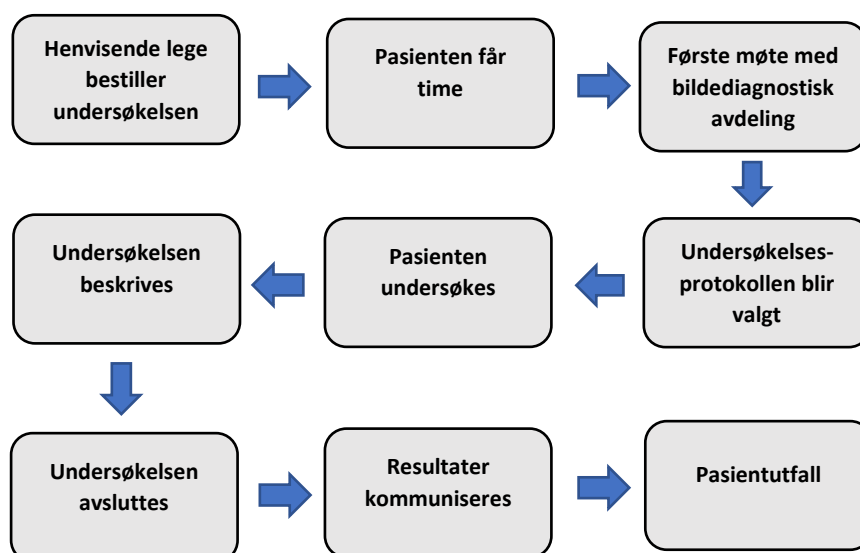 Henvisende lege
bestiller
undersøkelsen
Pasienten får
time
Første møte med
bildediagnostisk
avdeling
Undersøkelses-
protokollen blir
valgt
Pasienten
undersøkes
Undersøkelsen
beskrives
Undersøkelsen
avsluttes
Resultater
kommuniseres
Pasientutfall